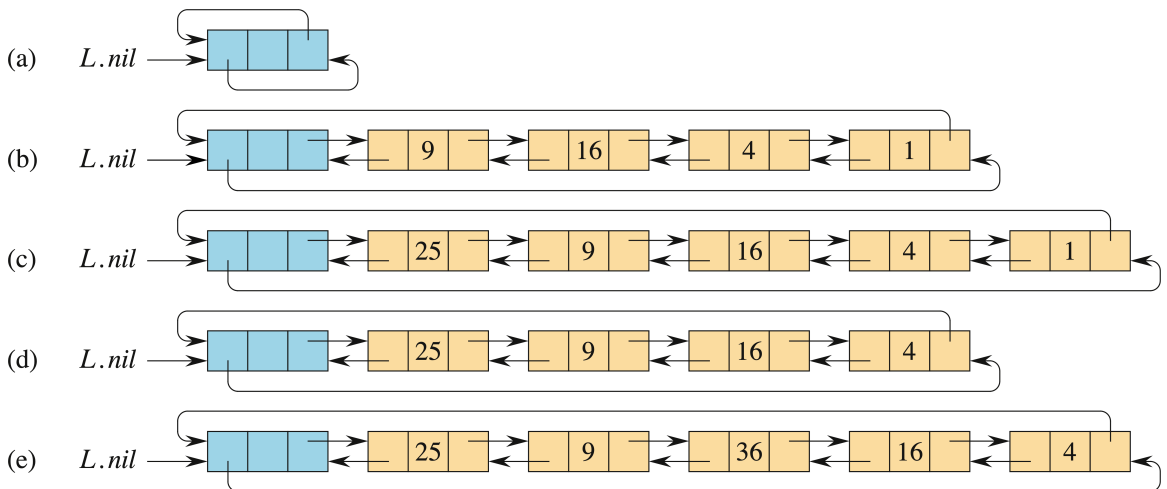 (a) L.nil
(b) L.nil 9 16 4 1
(c) L.nil 25 9 16 4 1
(d) L.nil 25 9 16 4
(e) L.nil 25 9 36 16 4